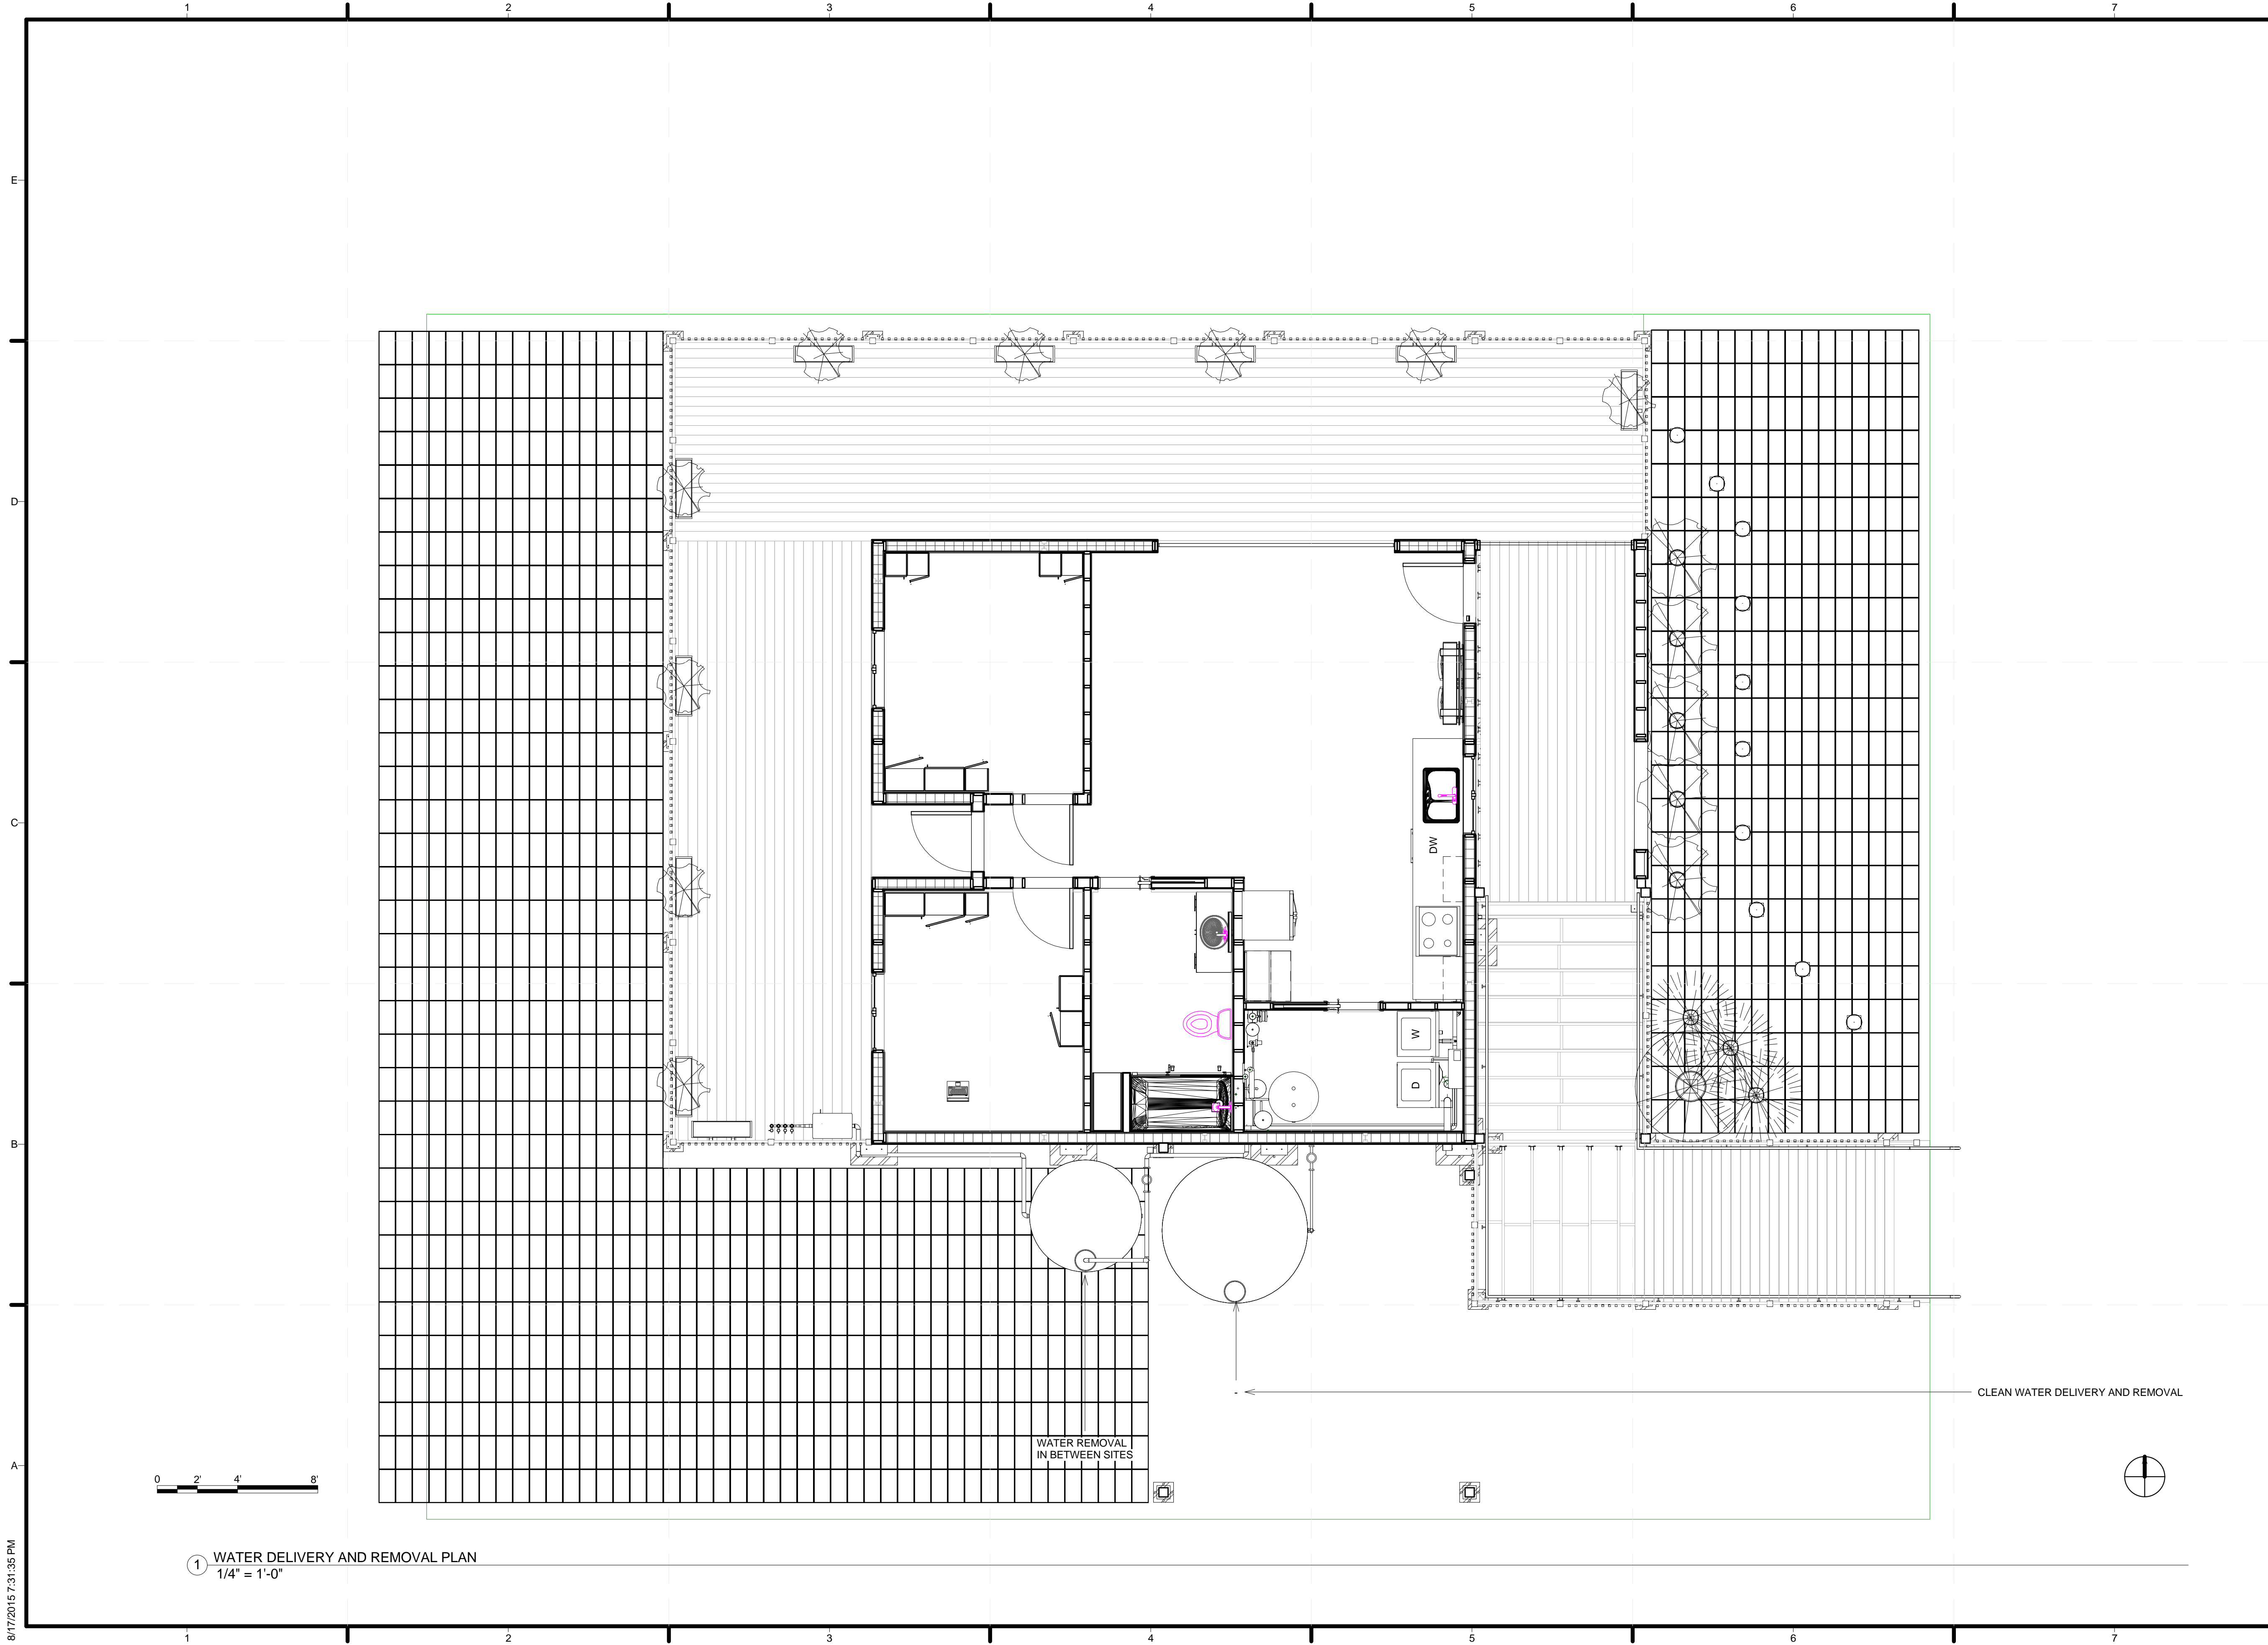 1 2 3 4 5 6 7
E
D
C
B
A
DW
W
D
CLEAN WATER DELIVERY AND REMOVAL
-
WATER REMOVAL
IN BETWEEN SITES
0 2' 4' 8'
1 WATER DELIVERY AND REMOVAL PLAN
1/4" = 1'-0"
8/17/2015 7:31:35 PM
1 2 3 4 5 6 7